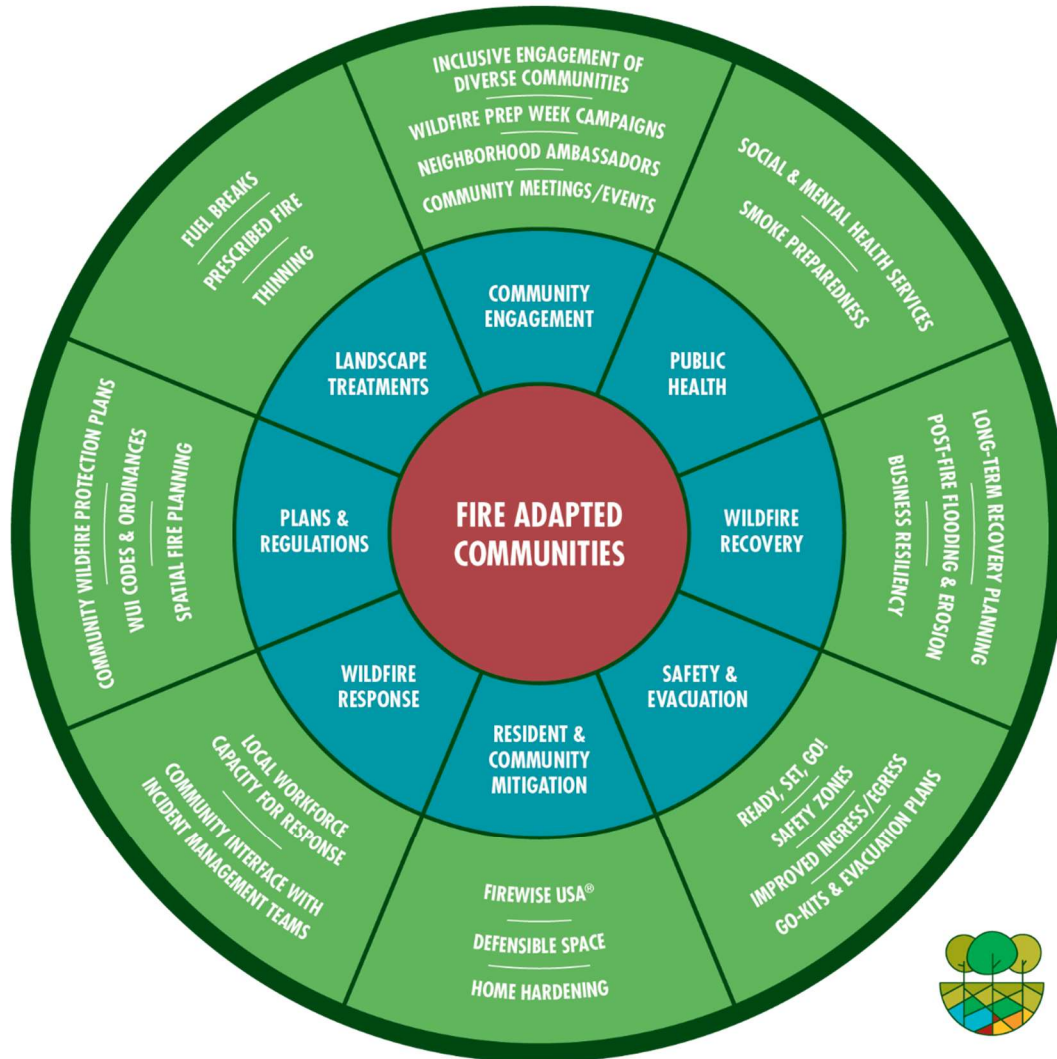 INCLUSIVE ENGAGEMENT OF
DIVERSE COMMUNITIES
WILDFIRE PREP WEEK CAMPAIGNS
NEIGHBORHOOD AMBASSADORS
COMMUNITY MEETINGS/EVENTS
COMMUNITY
ENGAGEMENT
SOCIAL & MENTAL HEALTH SERVICES
SMOKE PREPAREDNESS
PUBLIC
HEALTH
LONG-TERM RECOVERY PLANNING
POST-FIRE FLOODING & EROSION
BUSINESS RESILIENCY
WILDFIRE
RECOVERY
READY, SET, GO!
SAFETY ZONES
IMPROVED INGRESS/EGRESS
GO-KITS & EVACUATION PLANS
SAFETY &
EVACUATION
RESIDENT &
COMMUNITY
MITIGATION
FIREWISE USA®
DEFENSIBLE SPACE
HOME HARDENING
WILDFIRE
RESPONSE
LOCAL WORKFORCE
CAPACITY FOR RESPONSE
COMMUNITY INTERFACE WITH
INCIDENT MANAGEMENT TEAMS
PLANS &
REGULATIONS
COMMUNITY WILDFIRE PROTECTION PLANS
WUI CODES & ORDINANCES
SPATIAL FIRE PLANNING
LANDSCAPE
TREATMENTS
FUEL BREAKS
PRESCRIBED FIRE
THINNING
FIRE ADAPTED
COMMUNITIES